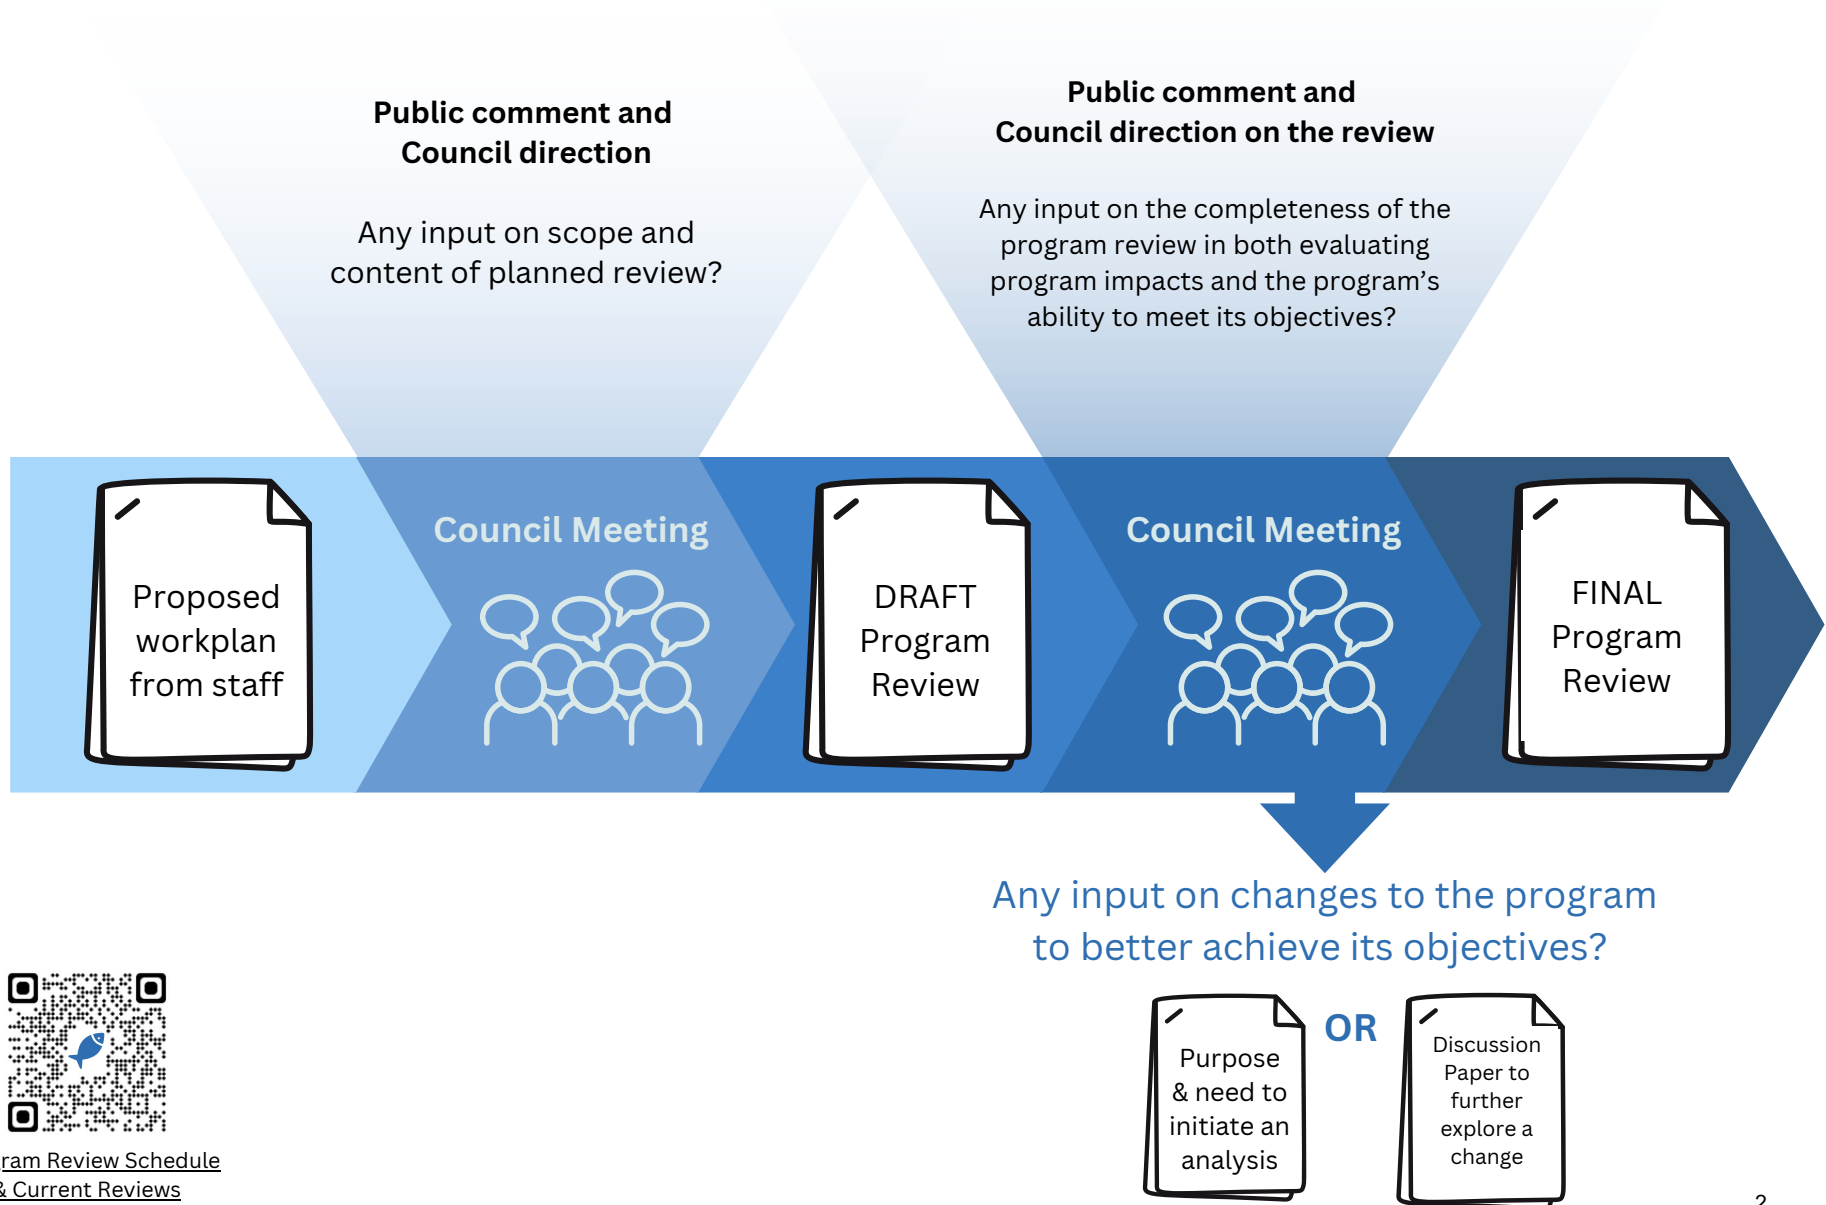 Public comment and
Council direction
Any input on scope and
content of planned review?
Public comment and
Council direction on the review
Any input on the completeness of the
program review in both evaluating
program impacts and the program’s
ability to meet its objectives?
Proposed
workplan
from staff
Council Meeting
DRAFT
Program
Review
Council Meeting
FINAL
Program
Review
Any input on changes to the program
to better achieve its objectives?
Purpose
& need to
initiate an
analysis
OR
Discussion
Paper to
further
explore a
change
ram Review Schedule
& Current Reviews
2